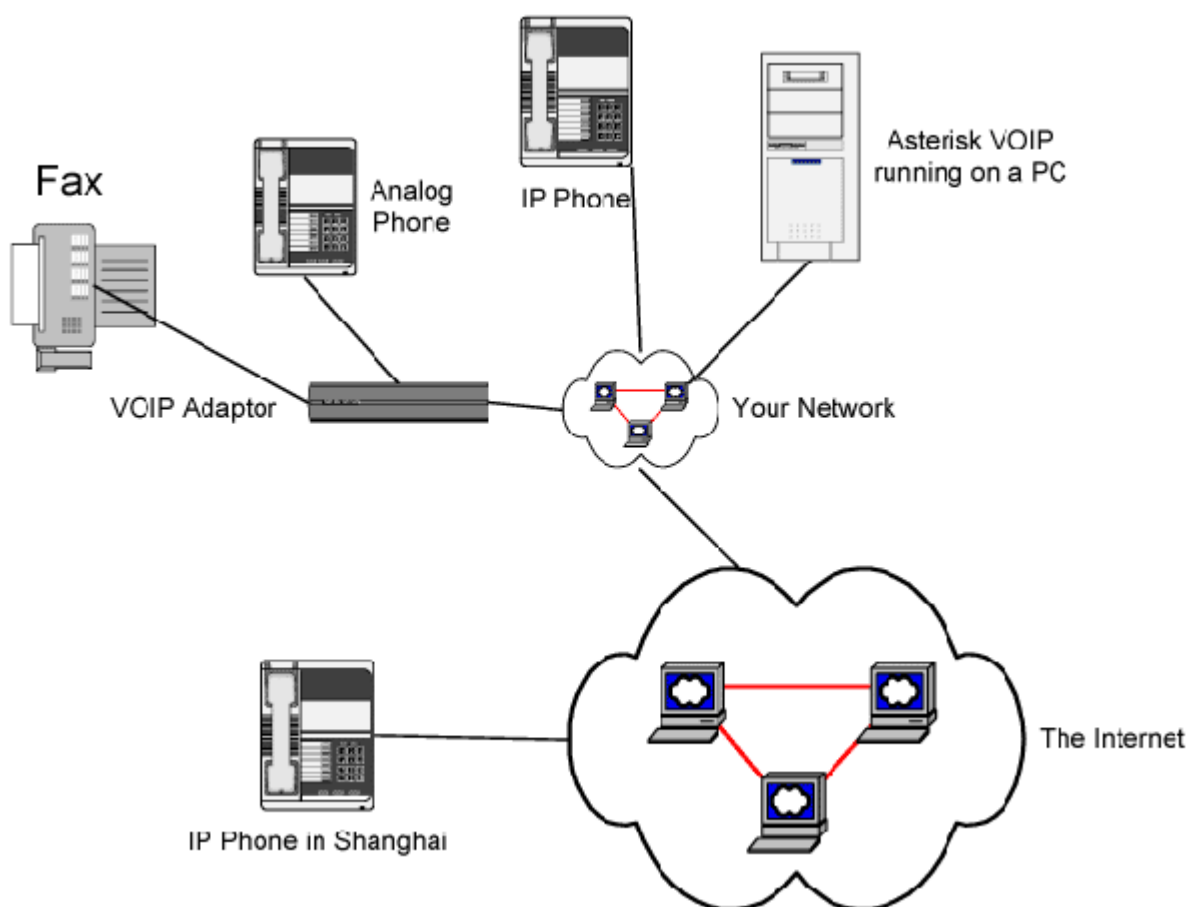 Fax
Analog
Phone
IP Phone
Asterisk VOIP
running on a PC
VOIP Adaptor
Your Network
The Internet
IP Phone in Shanghai